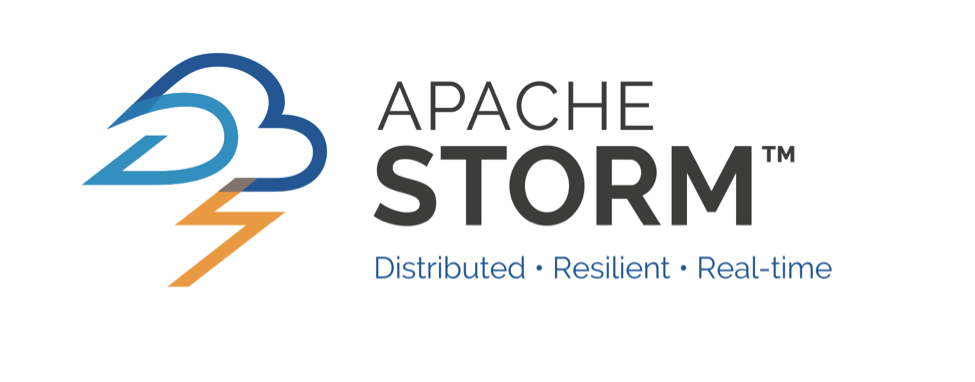 APACHE
STORM™
Distributed • Resilient • Real-time